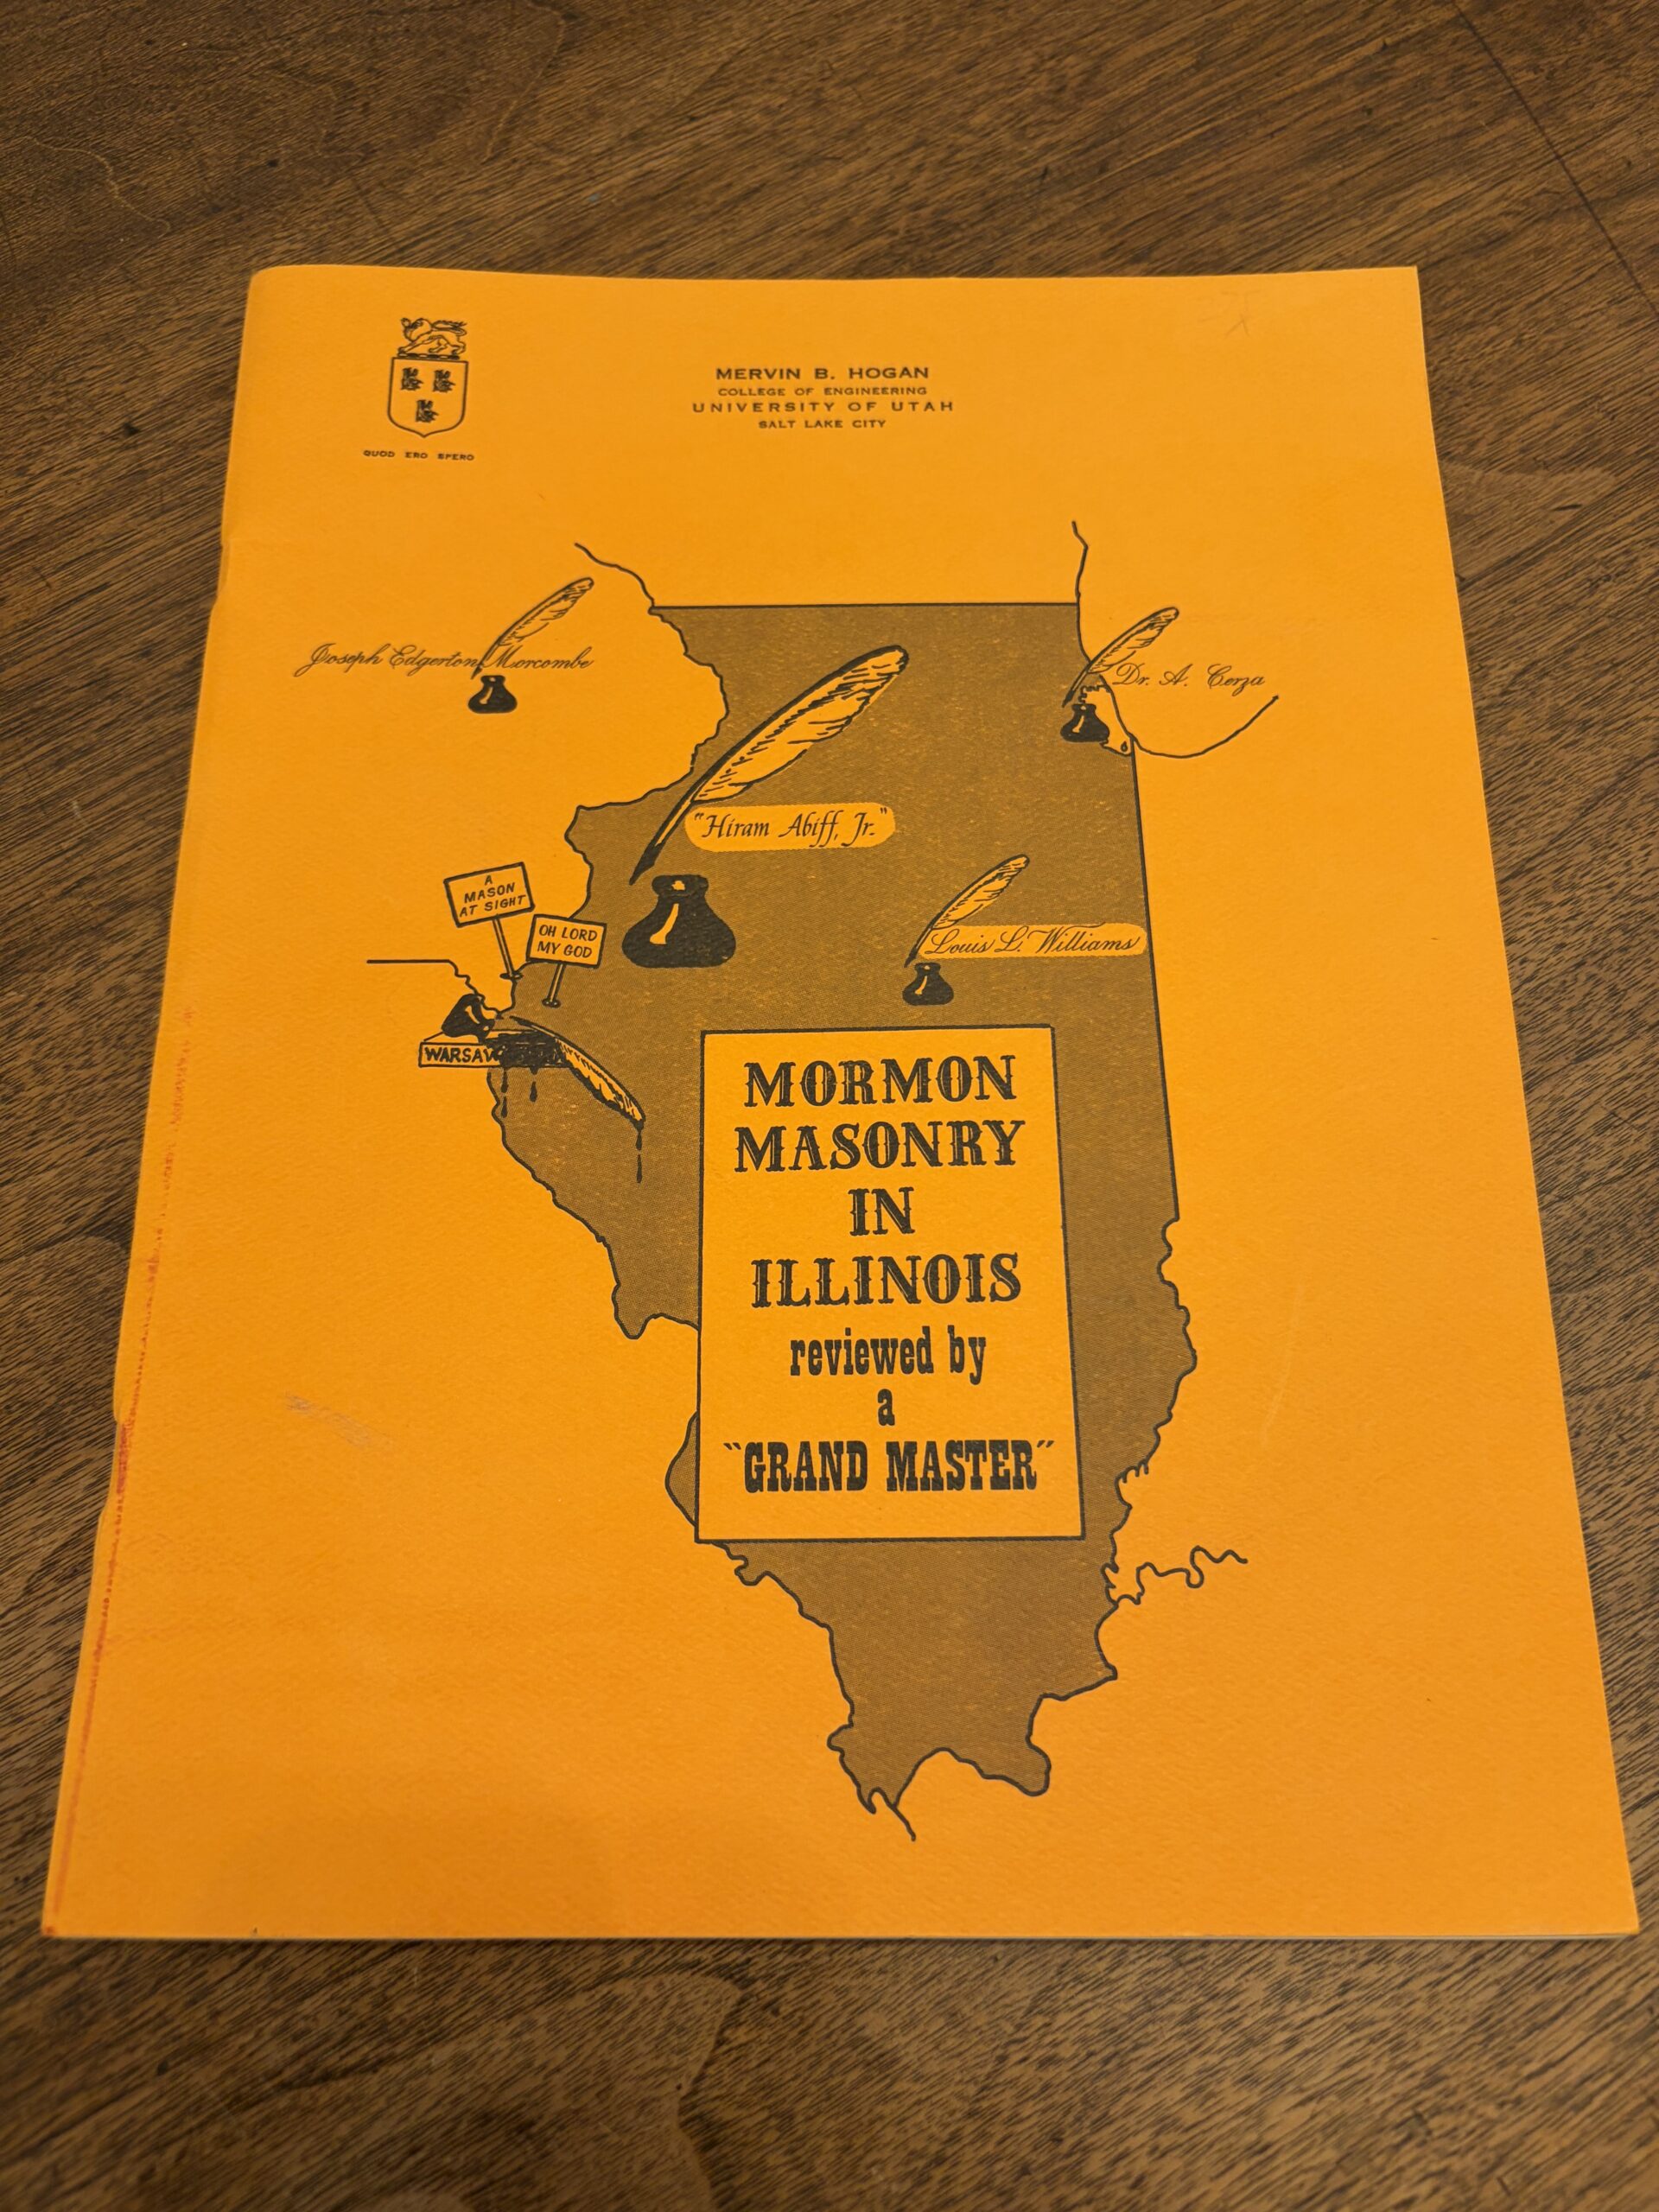 MERVIN B. HOGAN
COLLEGE OF ENGINEERING
UNIVERSITY OF UTAH
SALT LAKE CITY
QUOD ERO SPERO
Joseph Edgerton Morcombe
Dr. A. Cerza
"Hiram Abiff, Jr."
A
MASON
AT SIGHT
OH LORD
MY GOD
Louis L. Williams
WARSAW
MORMON
MASONRY
IN
ILLINOIS
reviewed by
a
"GRAND MASTER"